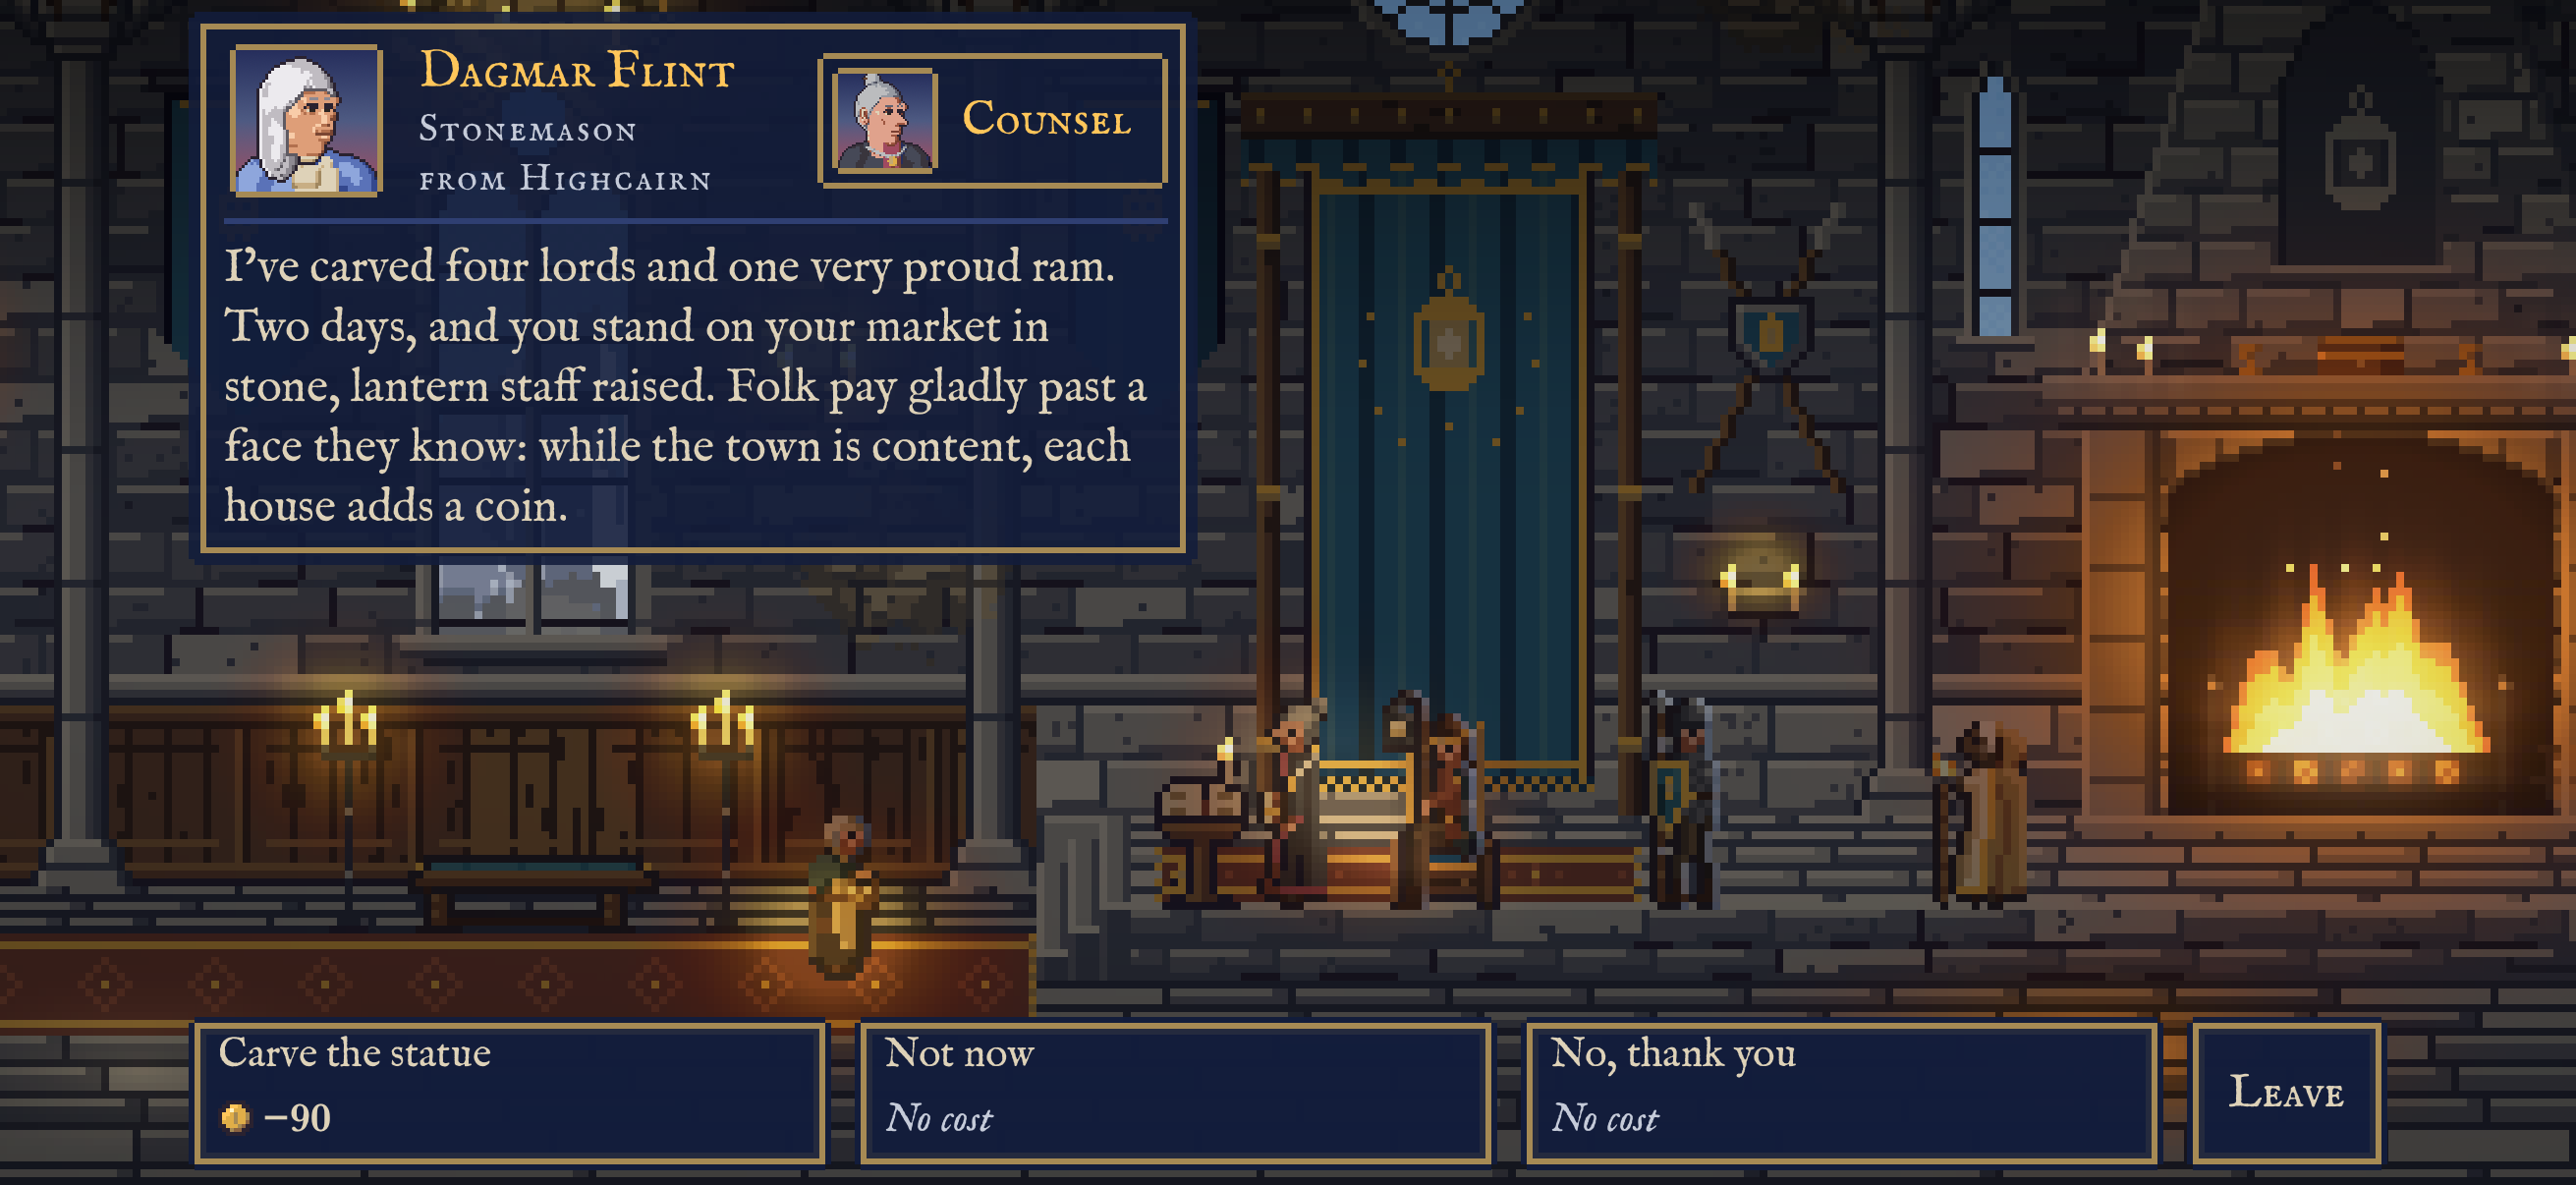 Dagmar Flint
Stonemason
from Highcairn
Counsel
I've carved four lords and one very proud ram.
Two days, and you stand on your market in
stone, lantern staff raised. Folk pay gladly past a
face they know: while the town is content, each
house adds a coin.
Carve the statue
−90
Not now
No cost
No, thank you
No cost
Leave